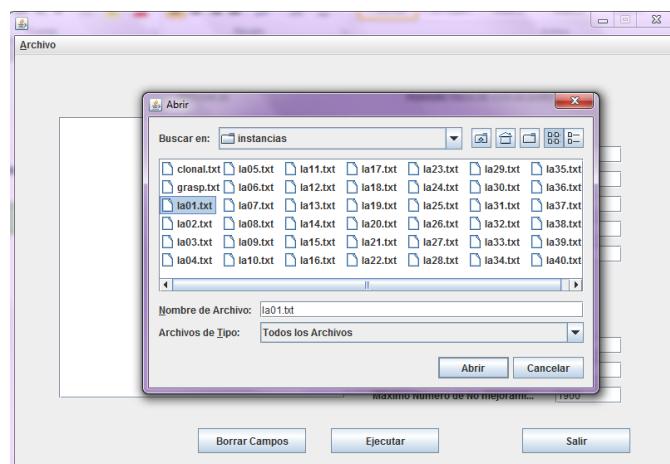 Archivo
Abrir
Buscar en: instancias
clonal.txt la05.txt la11.txt la17.txt la23.txt la29.txt la35.txt
grasp.txt la06.txt la12.txt la18.txt la24.txt la30.txt la36.txt
la01.txt la07.txt la13.txt la19.txt la25.txt la31.txt la37.txt
la02.txt la08.txt la14.txt la20.txt la26.txt la32.txt la38.txt
la03.txt la09.txt la15.txt la21.txt la27.txt la33.txt la39.txt
la04.txt la10.txt la16.txt la22.txt la28.txt la34.txt la40.txt
Nombre de Archivo: la01.txt
Archivos de Tipo: Todos los Archivos
Abrir Cancelar
Máximo Número de No mejorami... 1900
Borrar Campos Ejecutar Salir